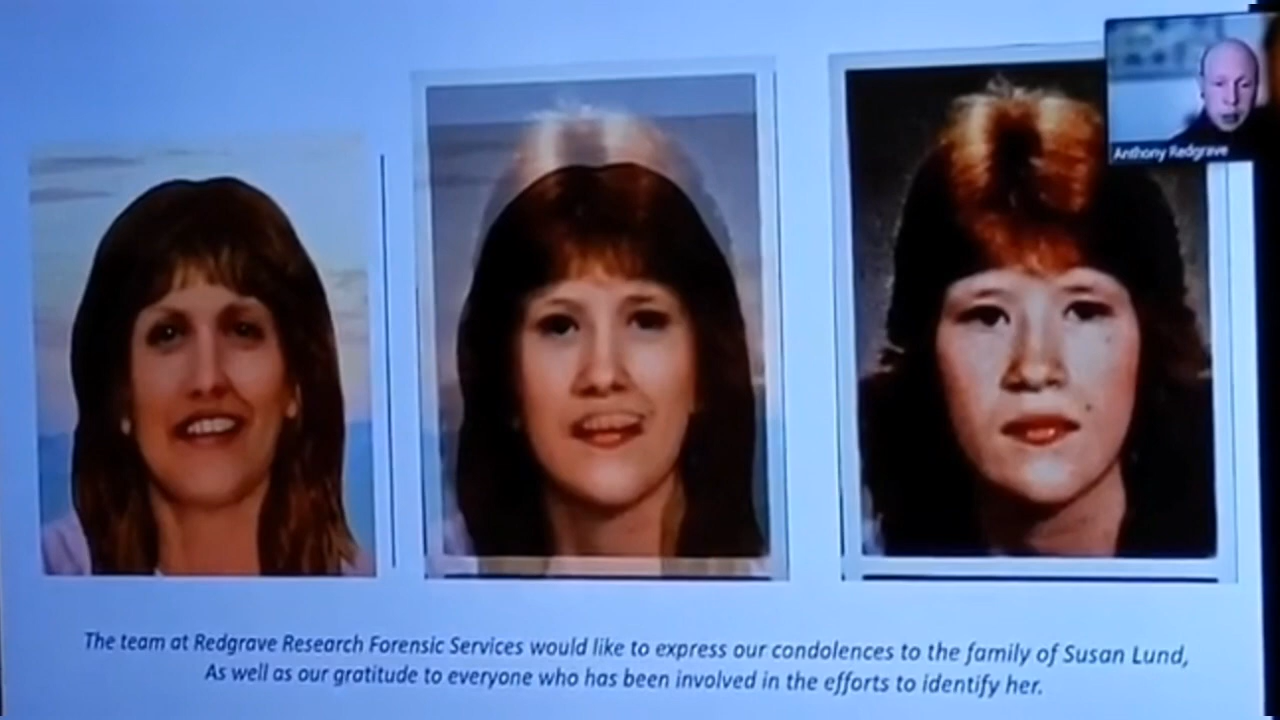 Anthony Redgrave
The team at Redgrave Research Forensic Services would like to express our condolences to the family of Susan Lund,
As well as our gratitude to everyone who has been involved in the efforts to identify her.